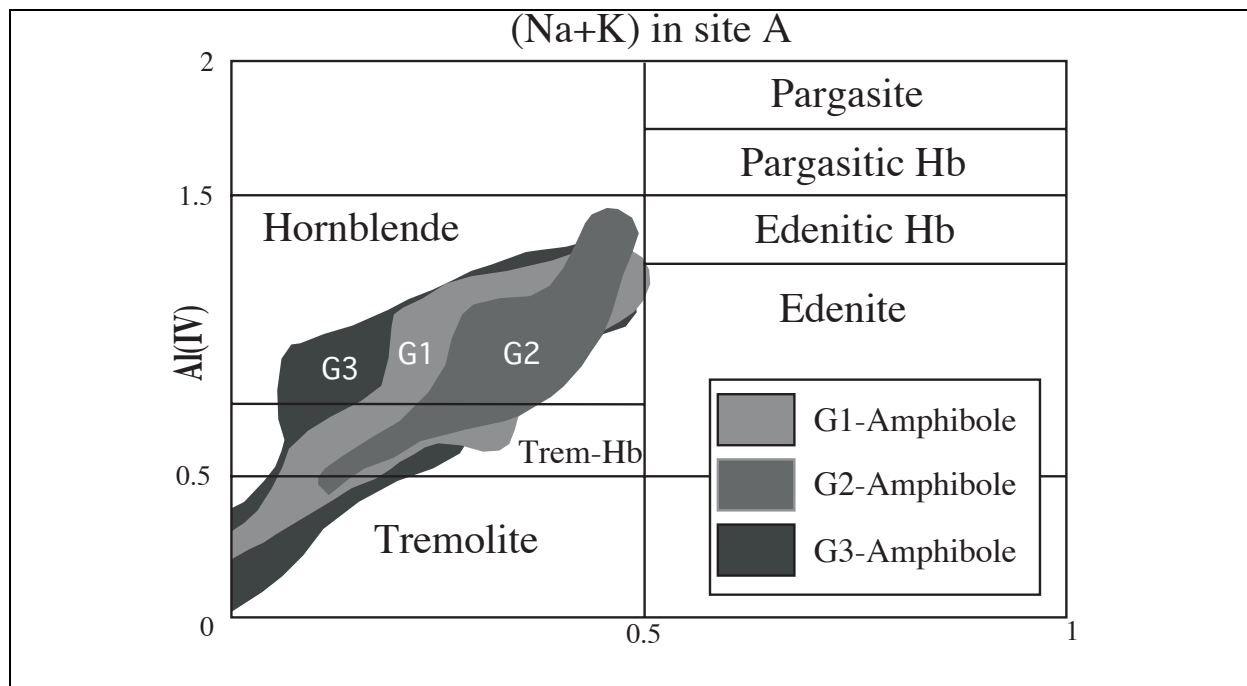 (Na+K) in site A
2
Pargasite
Pargasitic Hb
1.5
Hornblende
Edenitic Hb
Edenite
Al(IV)
G3
G1
G2
G1-Amphibole
Trem-Hb
0.5
G2-Amphibole
Tremolite
G3-Amphibole
0
0.5
1